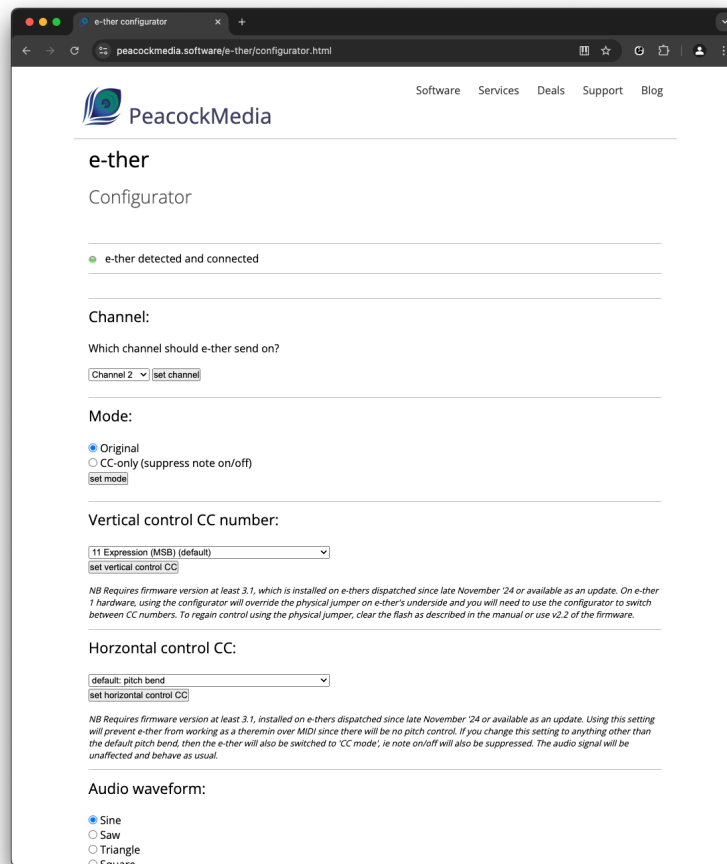 e-ther configurator
peacockmedia.software/e-ther/configurator.html
PeacockMedia
Software Services Deals Support Blog
e-ther
Configurator
e-ther detected and connected
Channel:
Which channel should e-ther send on?
Channel 2 set channel
Mode:
Original
CC-only (suppress note on/off)
set mode
Vertical control CC number:
11 Expression (MSB) (default)
set vertical control CC
NB Requires firmware version at least 3.1, which is installed on e-thers dispatched since late November '24 or available as an update. On e-ther
1 hardware, using the configurator will override the physical jumper on e-ther's underside and you will need to use the configurator to switch
between CC numbers. To regain control using the physical jumper, clear the flash as described in the manual or use v2.2 of the firmware.
Horzontal control CC:
default: pitch bend
set horizontal control CC
NB Requires firmware version at least 3.1, installed on e-thers dispatched since late November '24 or available as an update. Using this setting
will prevent e-ther from working as a theremin over MIDI since there will be no pitch control. If you change this setting to anything other than
the default pitch bend, then the e-ther will also be switched to 'CC mode', ie note on/off will also be suppressed. The audio signal will be
unaffected and behave as usual.
Audio waveform:
Sine
Saw
Triangle
Square